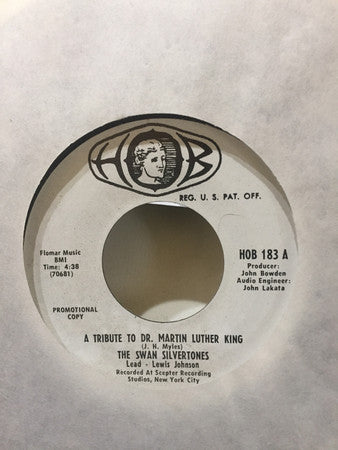 HOB
REG. U. S. PAT. OFF.
Flomar Music
BMI
Time: 4:38
(70681)
HOB 183 A
Producer:
John Bowden
Audio Engineer:
John Lakata
PROMOTIONAL
COPY
A TRIBUTE TO DR. MARTIN LUTHER KING
(J. H. Myles)
THE SWAN SILVERTONES
Lead - Lewis Johnson
Recorded At Scepter Recording
Studios, New York City